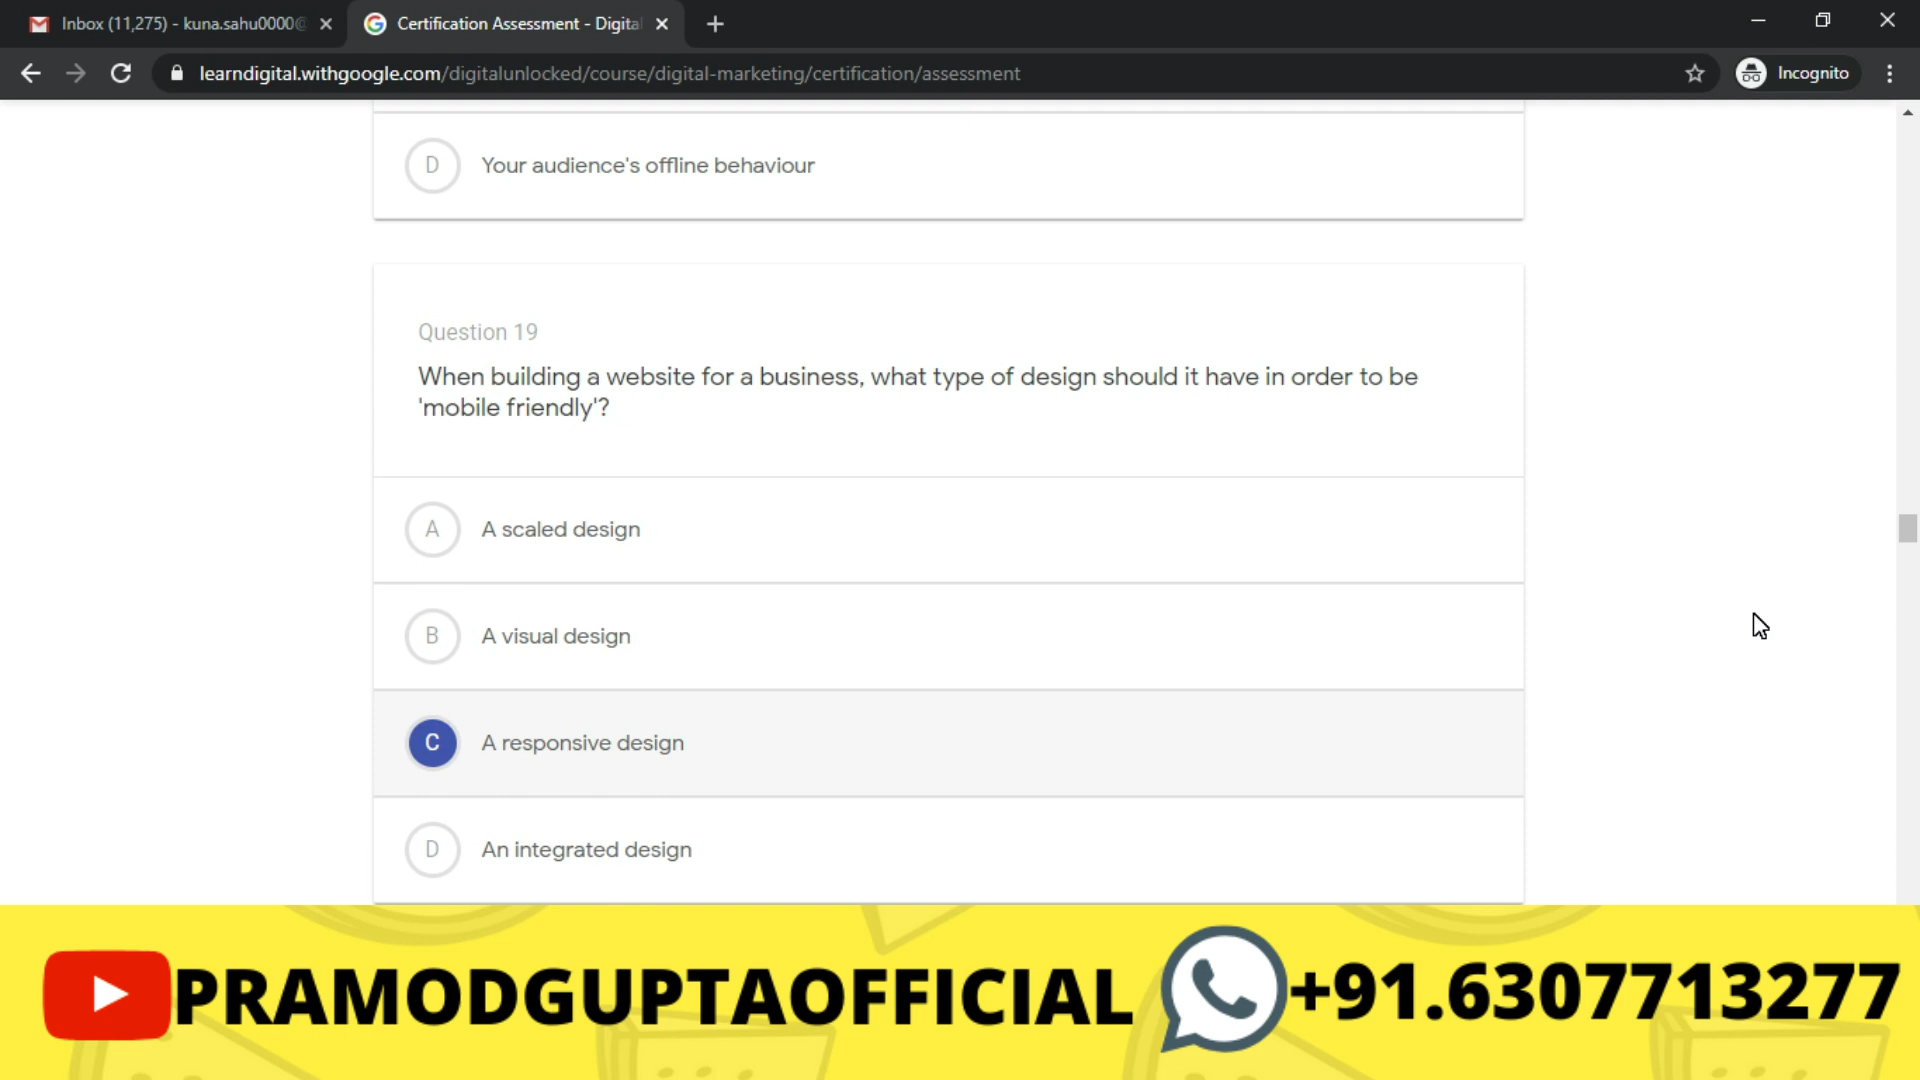 Inbox (11,275) - kuna.sahu0000@
Certification Assessment - Digital
learndigital.withgoogle.com/digitalunlocked/course/digital-marketing/certification/assessment
Incognito
D Your audience's offline behaviour
Question 19
When building a website for a business, what type of design should it have in order to be
'mobile friendly'?
A A scaled design
B A visual design
C A responsive design
D An integrated design
PRAMODGUPTAOFFICIAL +91.6307713277